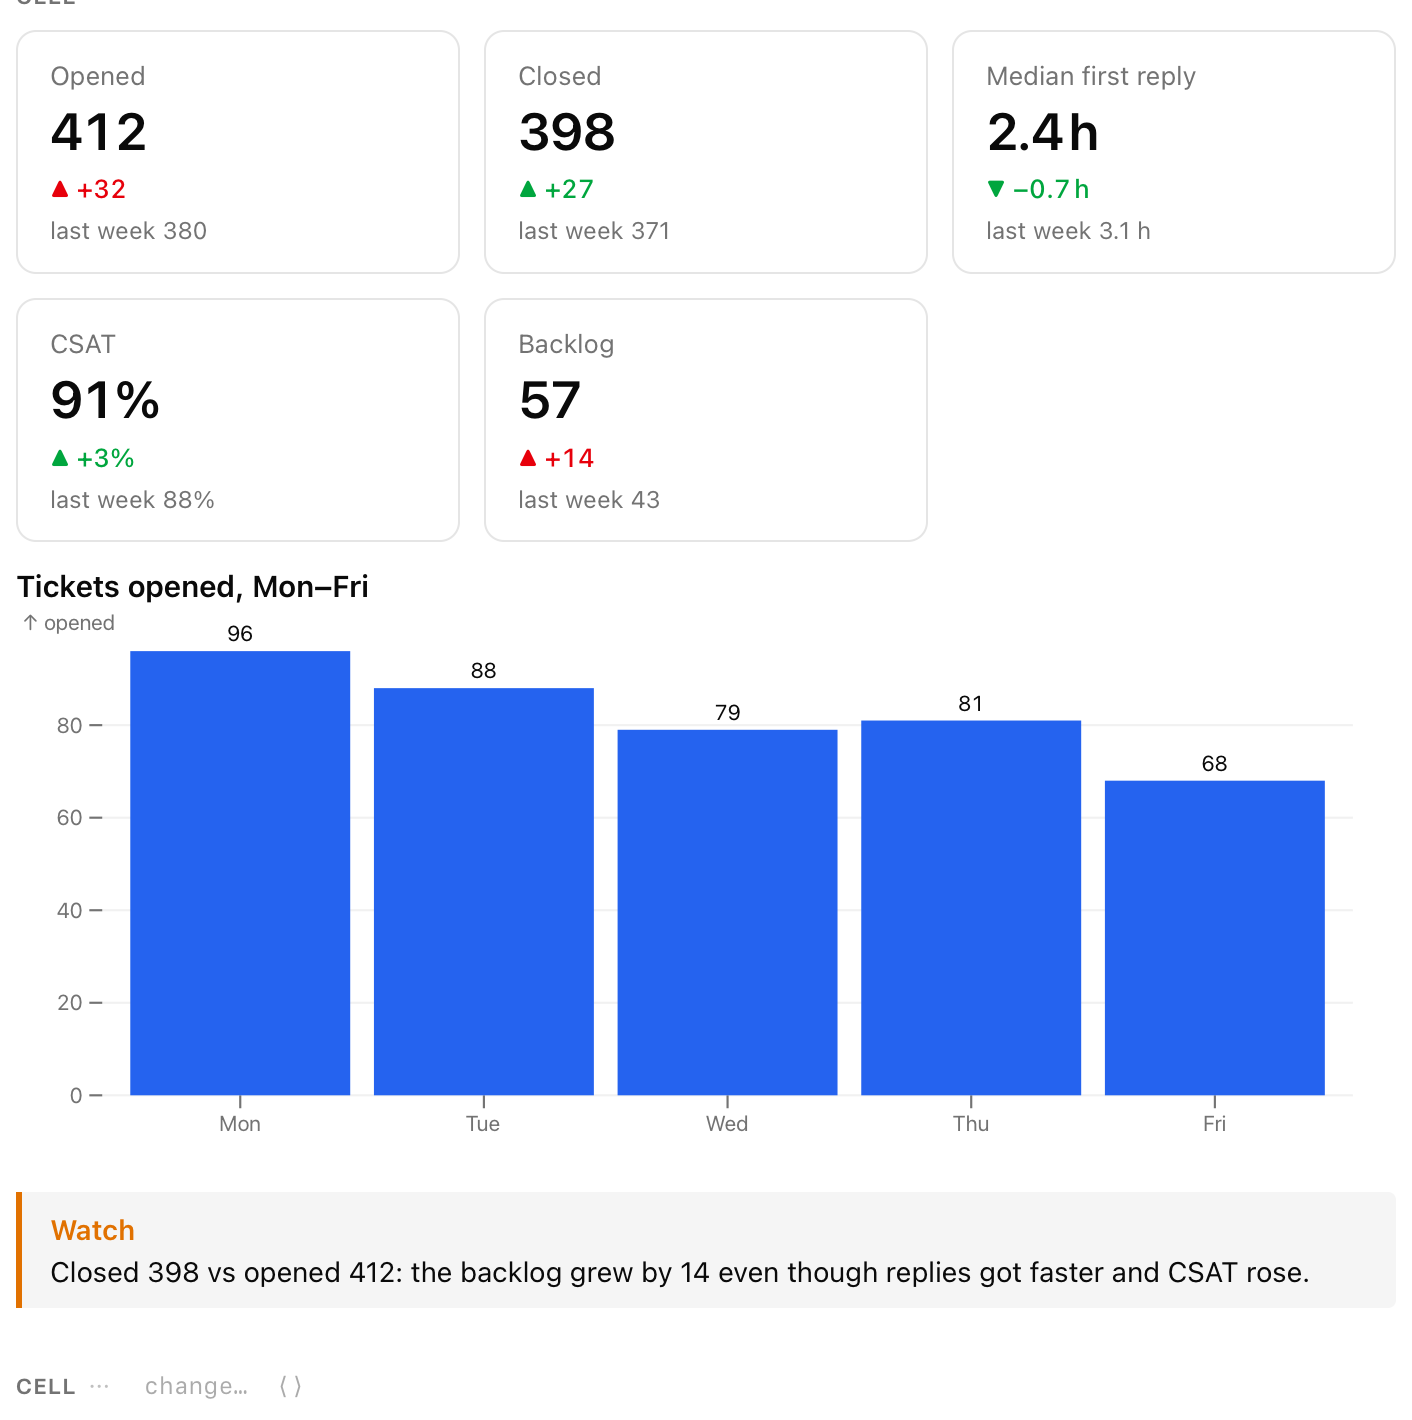 CELL
Opened
412
▲ +32
last week 380
Closed
398
▲ +27
last week 371
Median first reply
2.4 h
▼ −0.7 h
last week 3.1 h
CSAT
91%
▲ +3%
last week 88%
Backlog
57
▲ +14
last week 43
Tickets opened, Mon–Fri
↑ opened
96
88
79
81
68
80
60
40
20
0
Mon
Tue
Wed
Thu
Fri
Watch
Closed 398 vs opened 412: the backlog grew by 14 even though replies got faster and CSAT rose.
CELL ··· change… ⟨ ⟩